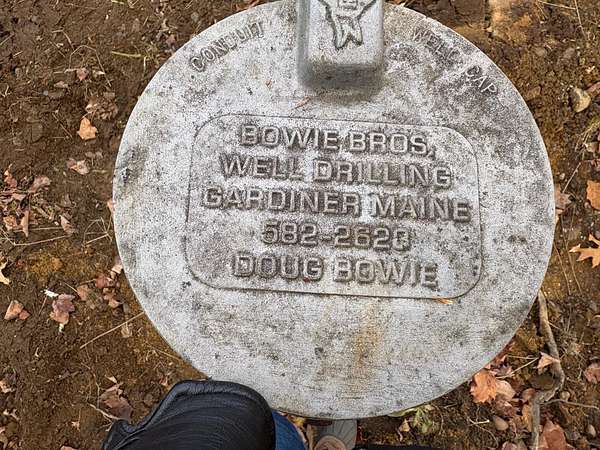 CONDUIT WELL CAP
BOWIE BROS.
WELL DRILLING
GARDINER MAINE
582-2620
DOUG BOWIE